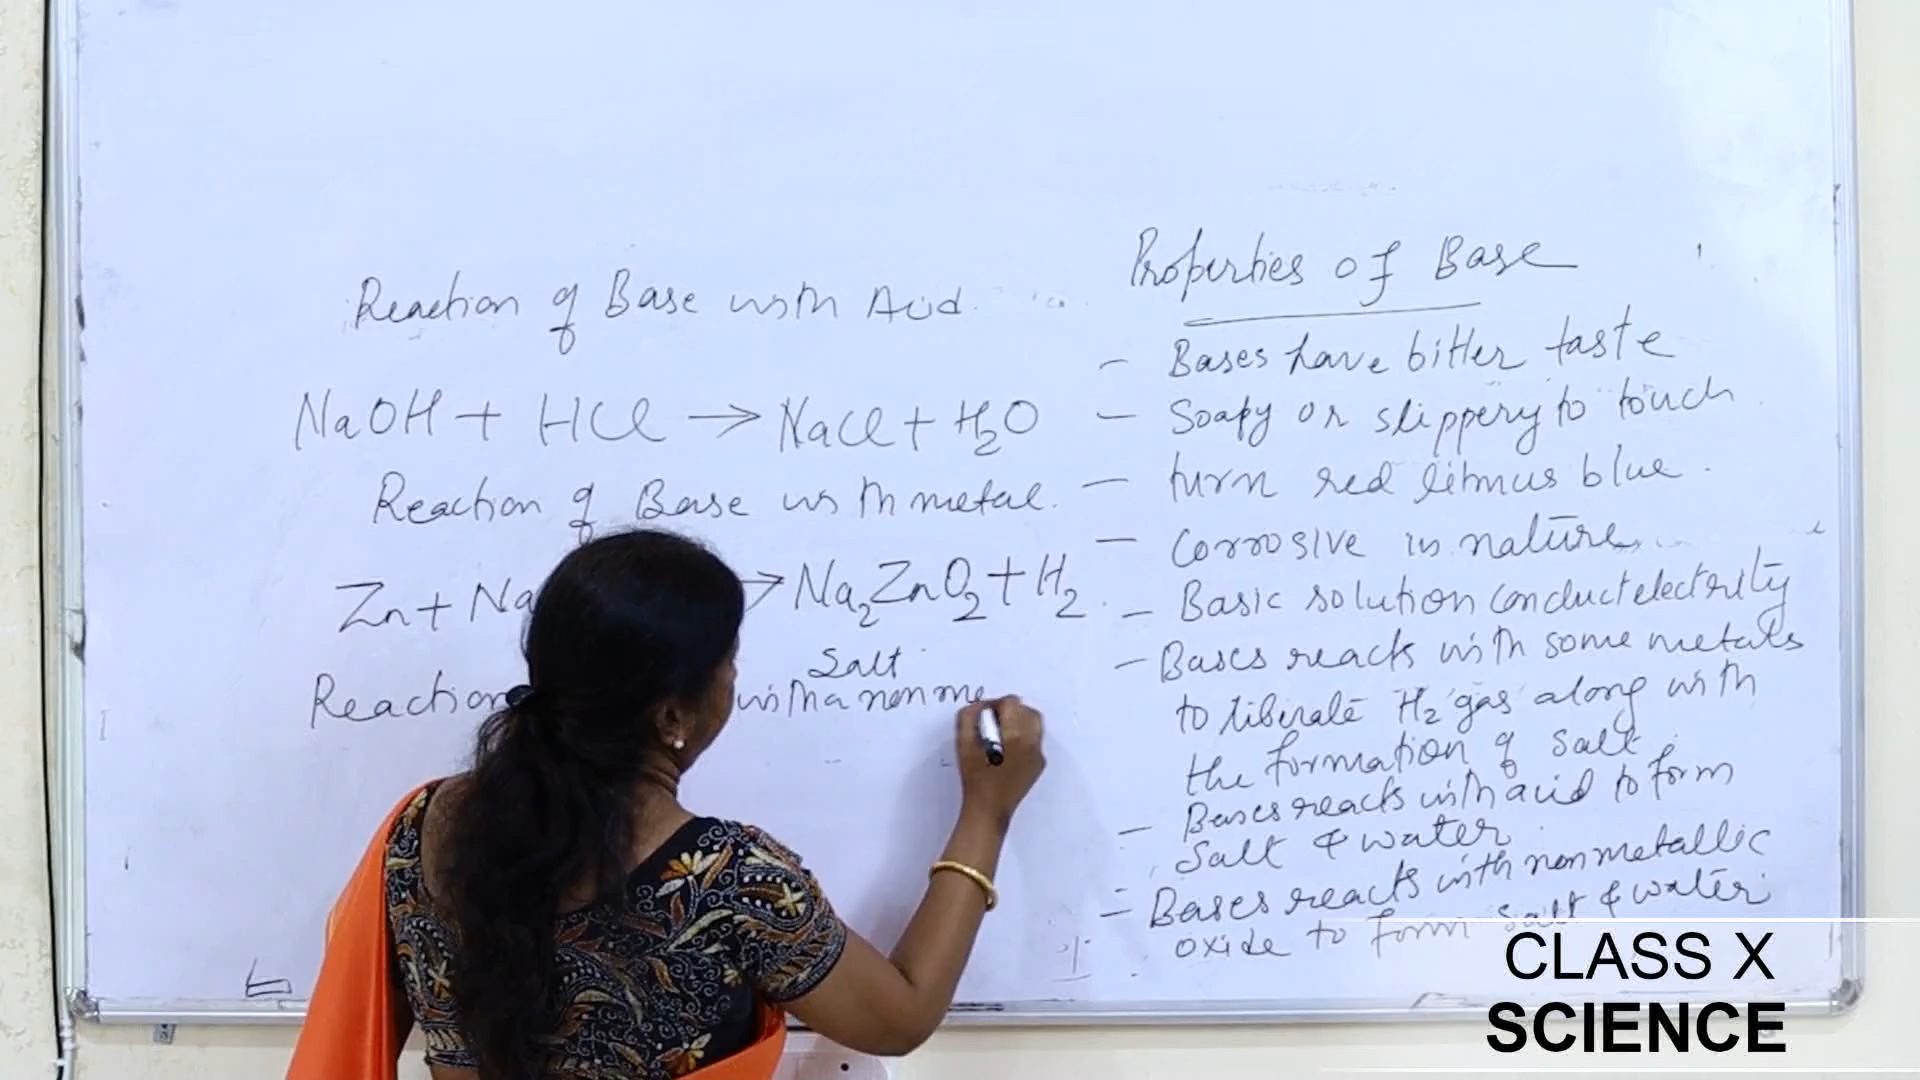 Reaction of Base with Acid.
NaOH + HCl → NaCl + H₂O
Reaction of Base with metal.
Zn + Na → Na₂ZnO₂ + H₂
Salt
Reaction with a non me
Properties of Base
– Bases have bitter taste
– Soapy or slippery to touch
– turn red litmus blue.
– Corrosive in nature
– Basic solution conduct electricity
– Bases reacts with some metals
to liberate H₂ gas along with
the formation of salt.
– Bases reacts with acid to form
Salt & water
– Bases reacts with nonmetallic
oxide to form salt & water
CLASS X
SCIENCE